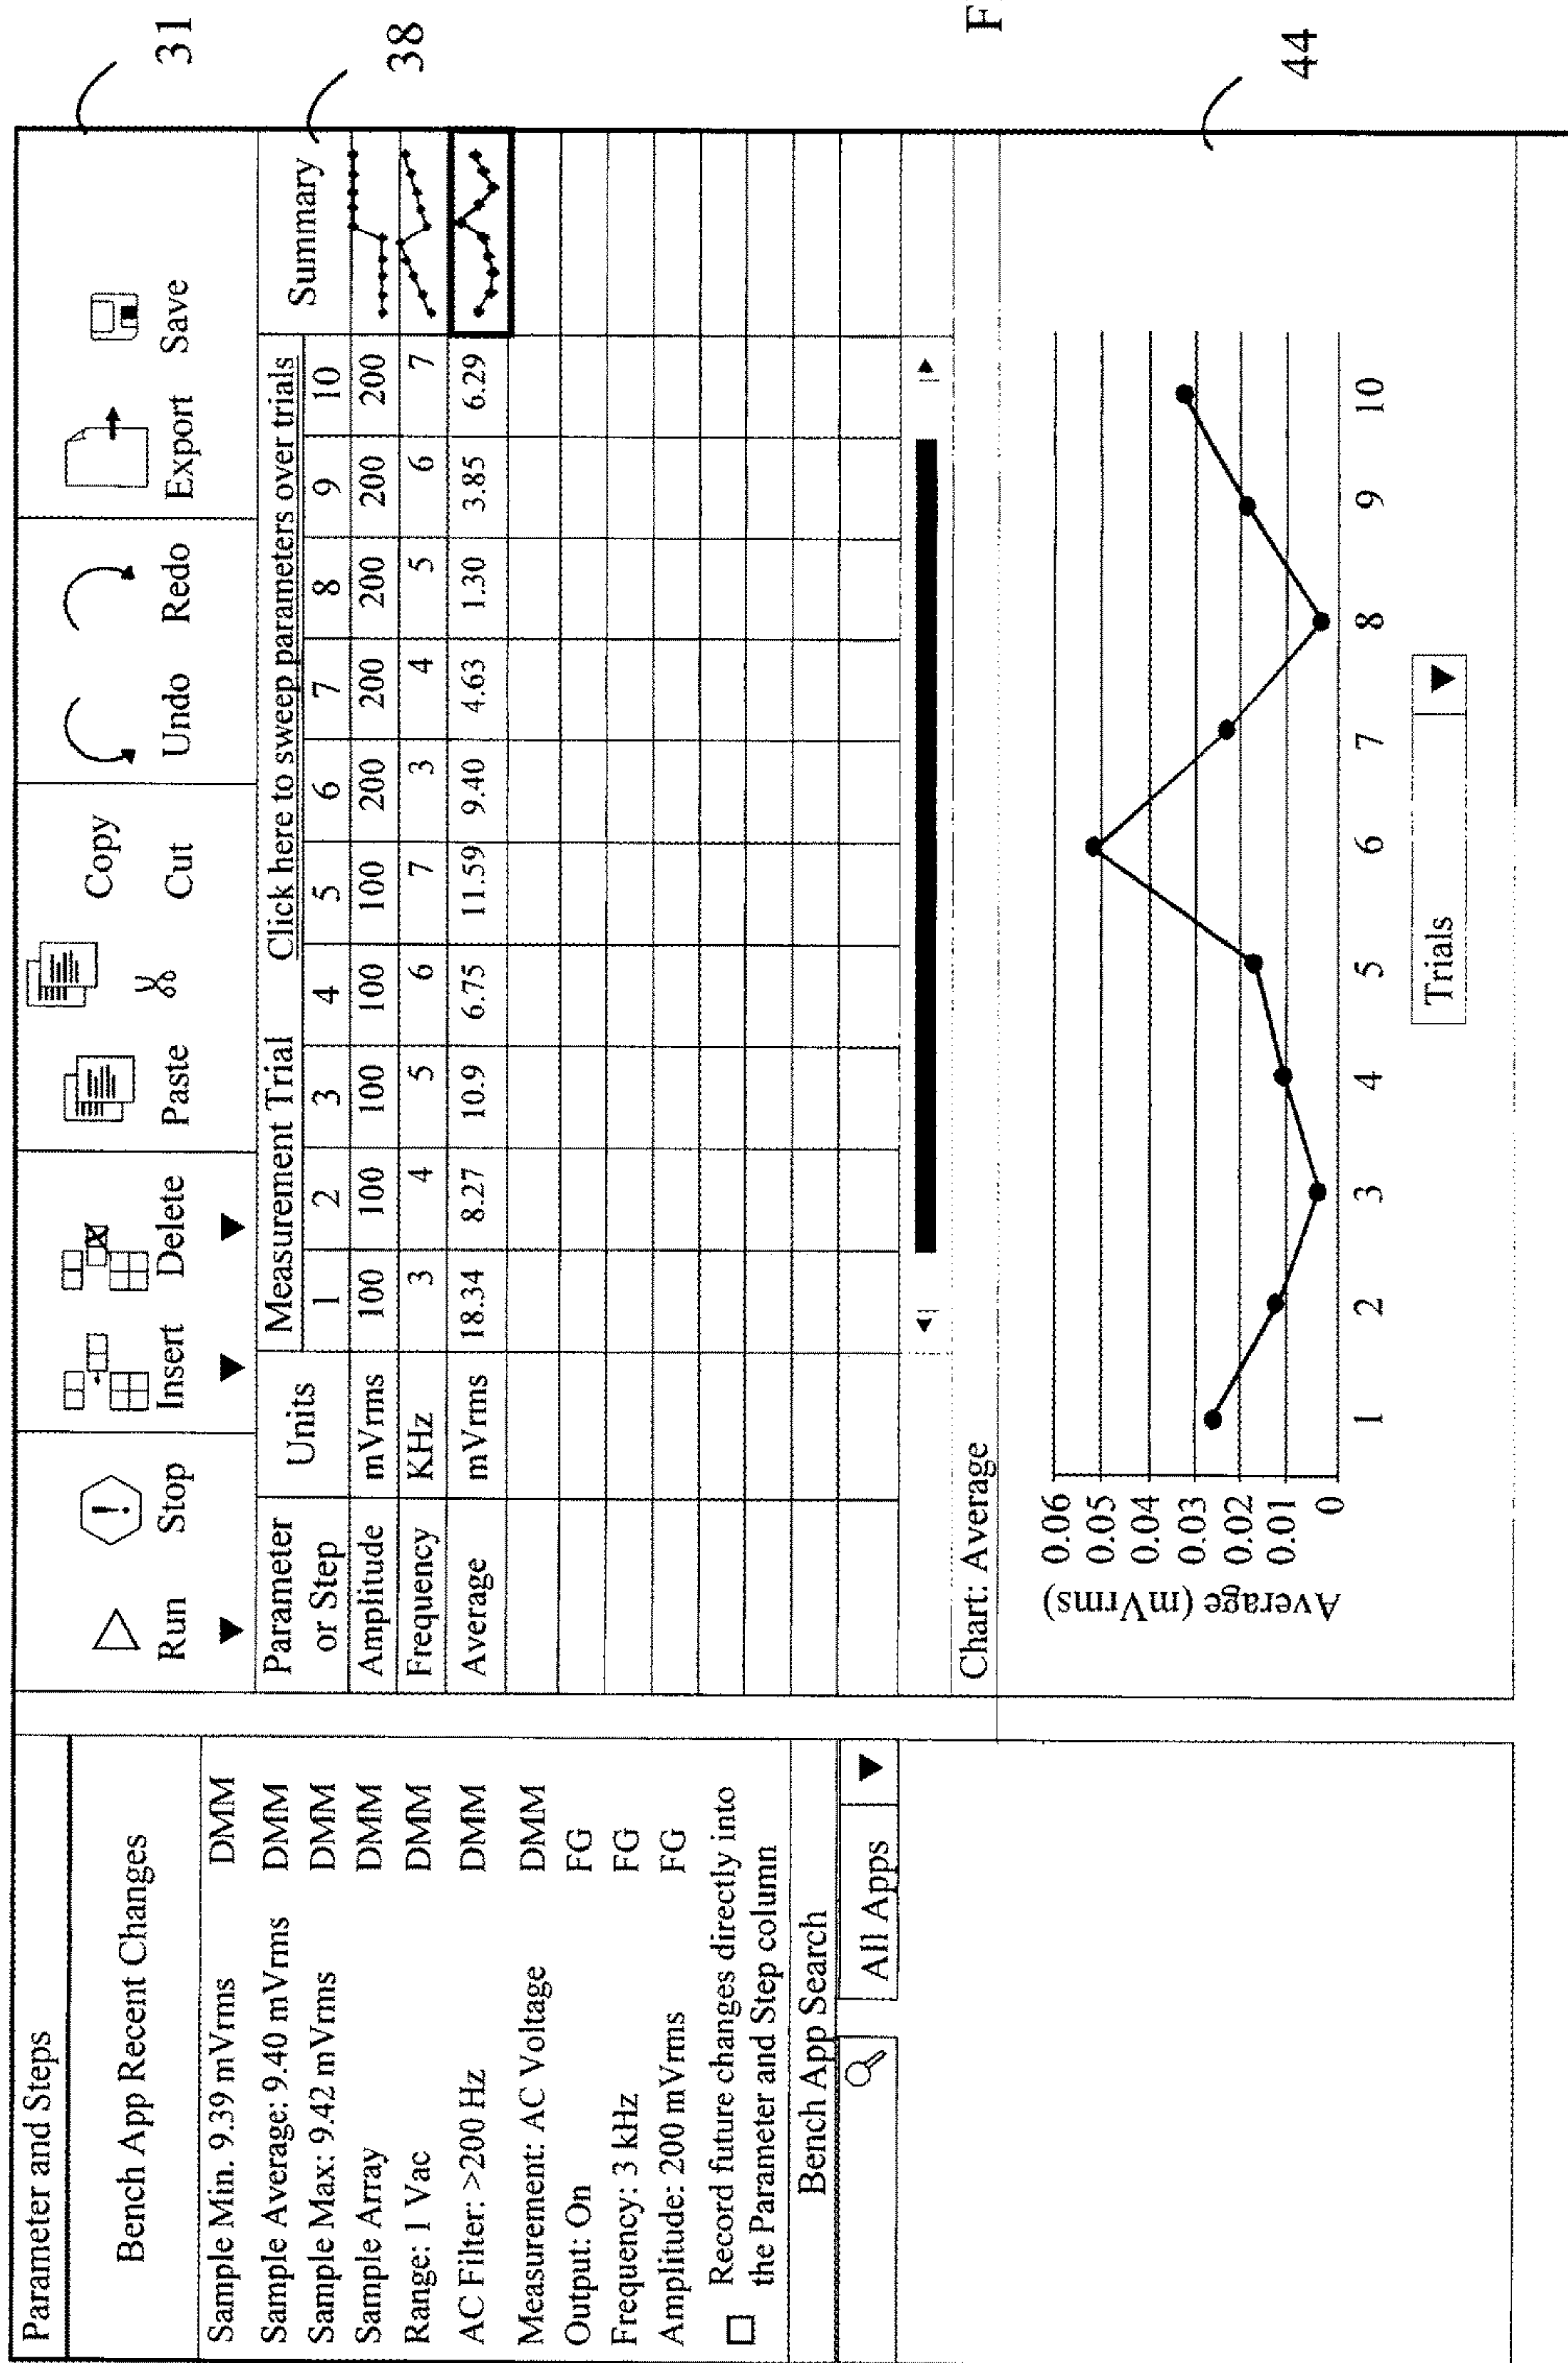 Parameter and Steps
Bench App Recent Changes
Sample Min. 9.39 mVrms DMM
Sample Average: 9.40 mVrms DMM
Sample Max: 9.42 mVrms DMM
Sample Array DMM
Range: 1 Vac DMM
AC Filter: >200 Hz DMM
Measurement: AC Voltage DMM
Output: On FG
Frequency: 3 kHz FG
Amplitude: 200 mVrms FG
Record future changes directly into
the Parameter and Step column
Bench App Search
All Apps
Run Stop Insert Delete Paste Copy
Cut Undo Redo Export Save
31
Parameter
or Step
Units
Measurement Trial Click here to sweep parameters over trials
Summary
38
1 2 3 4 5 6 7 8 9 10
Amplitude mVrms 100 100 100 100 100 200 200 200 200 200
Frequency KHz 3 4 5 6 7 3 4 5 6 7
Average mVrms 18.34 8.27 10.9 6.75 11.59 9.40 4.63 1.30 3.85 6.29
F
Chart: Average
44
Average (mVrms)
0.06
0.05
0.04
0.03
0.02
0.01
0
1 2 3 4 5 6 7 8 9 10
Trials